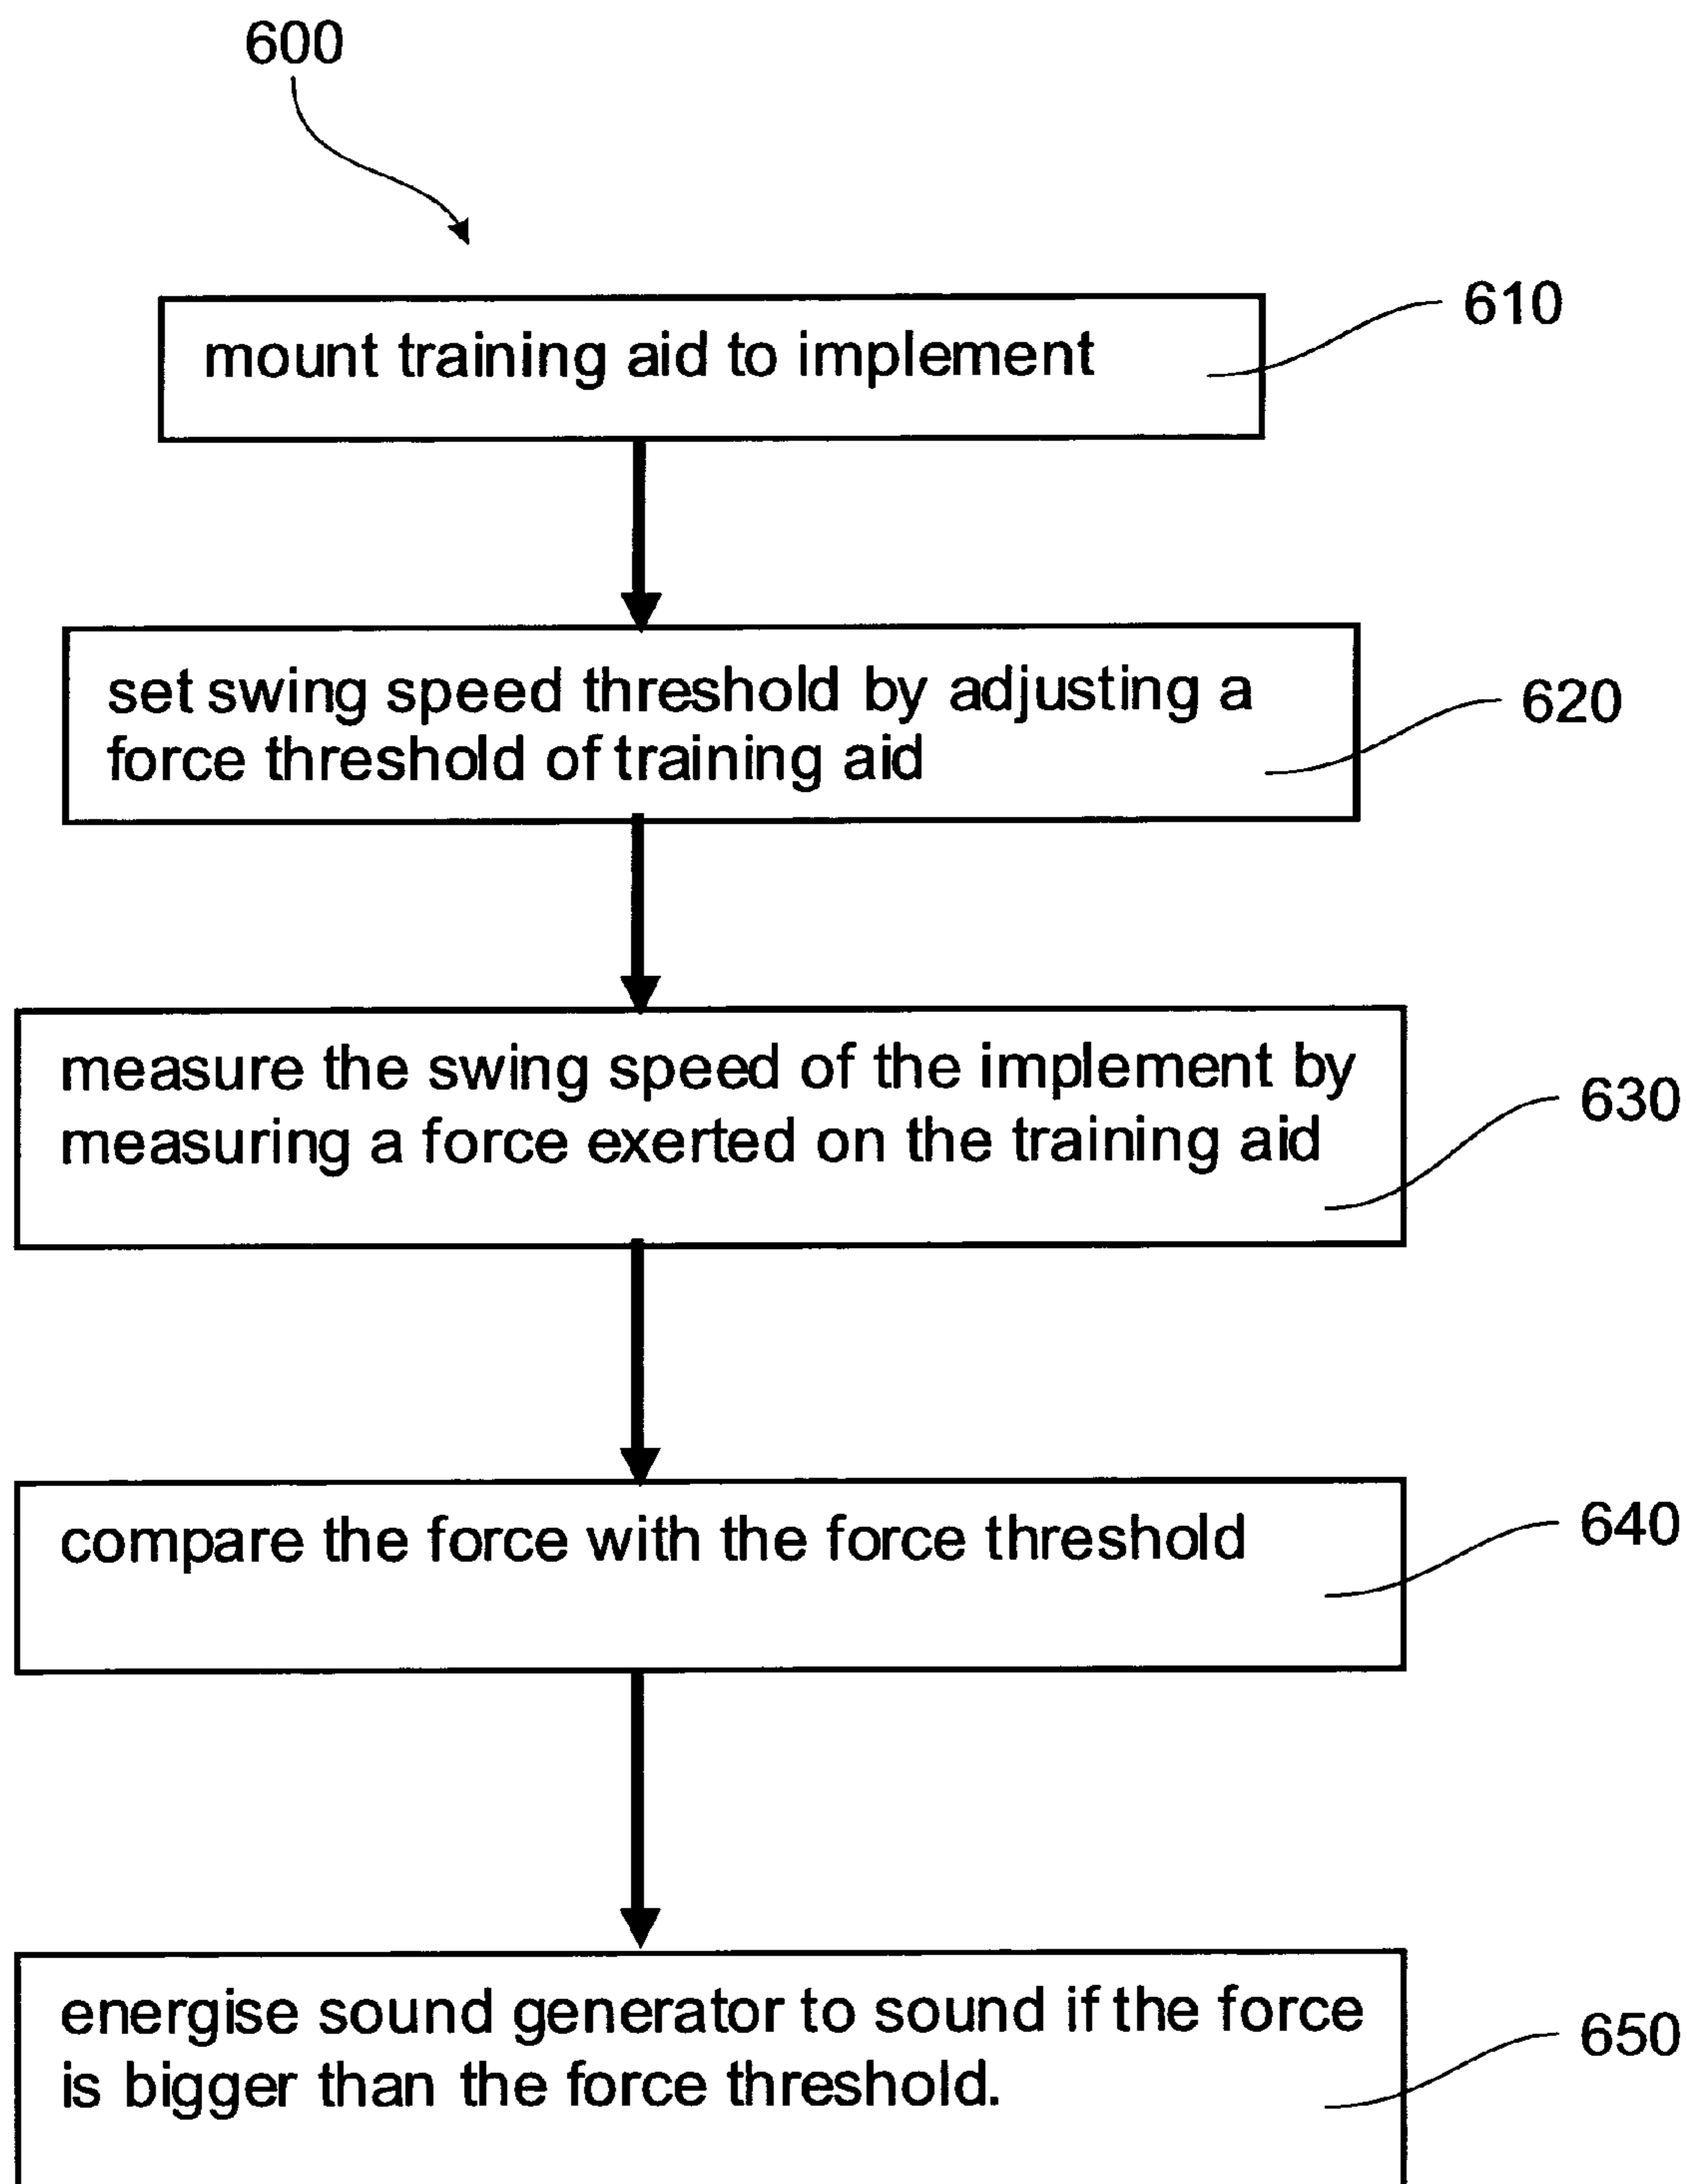 600
mount training aid to implement
610
set swing speed threshold by adjusting a
force threshold of training aid
620
measure the swing speed of the implement by
measuring a force exerted on the training aid
630
compare the force with the force threshold
640
energise sound generator to sound if the force
is bigger than the force threshold.
650